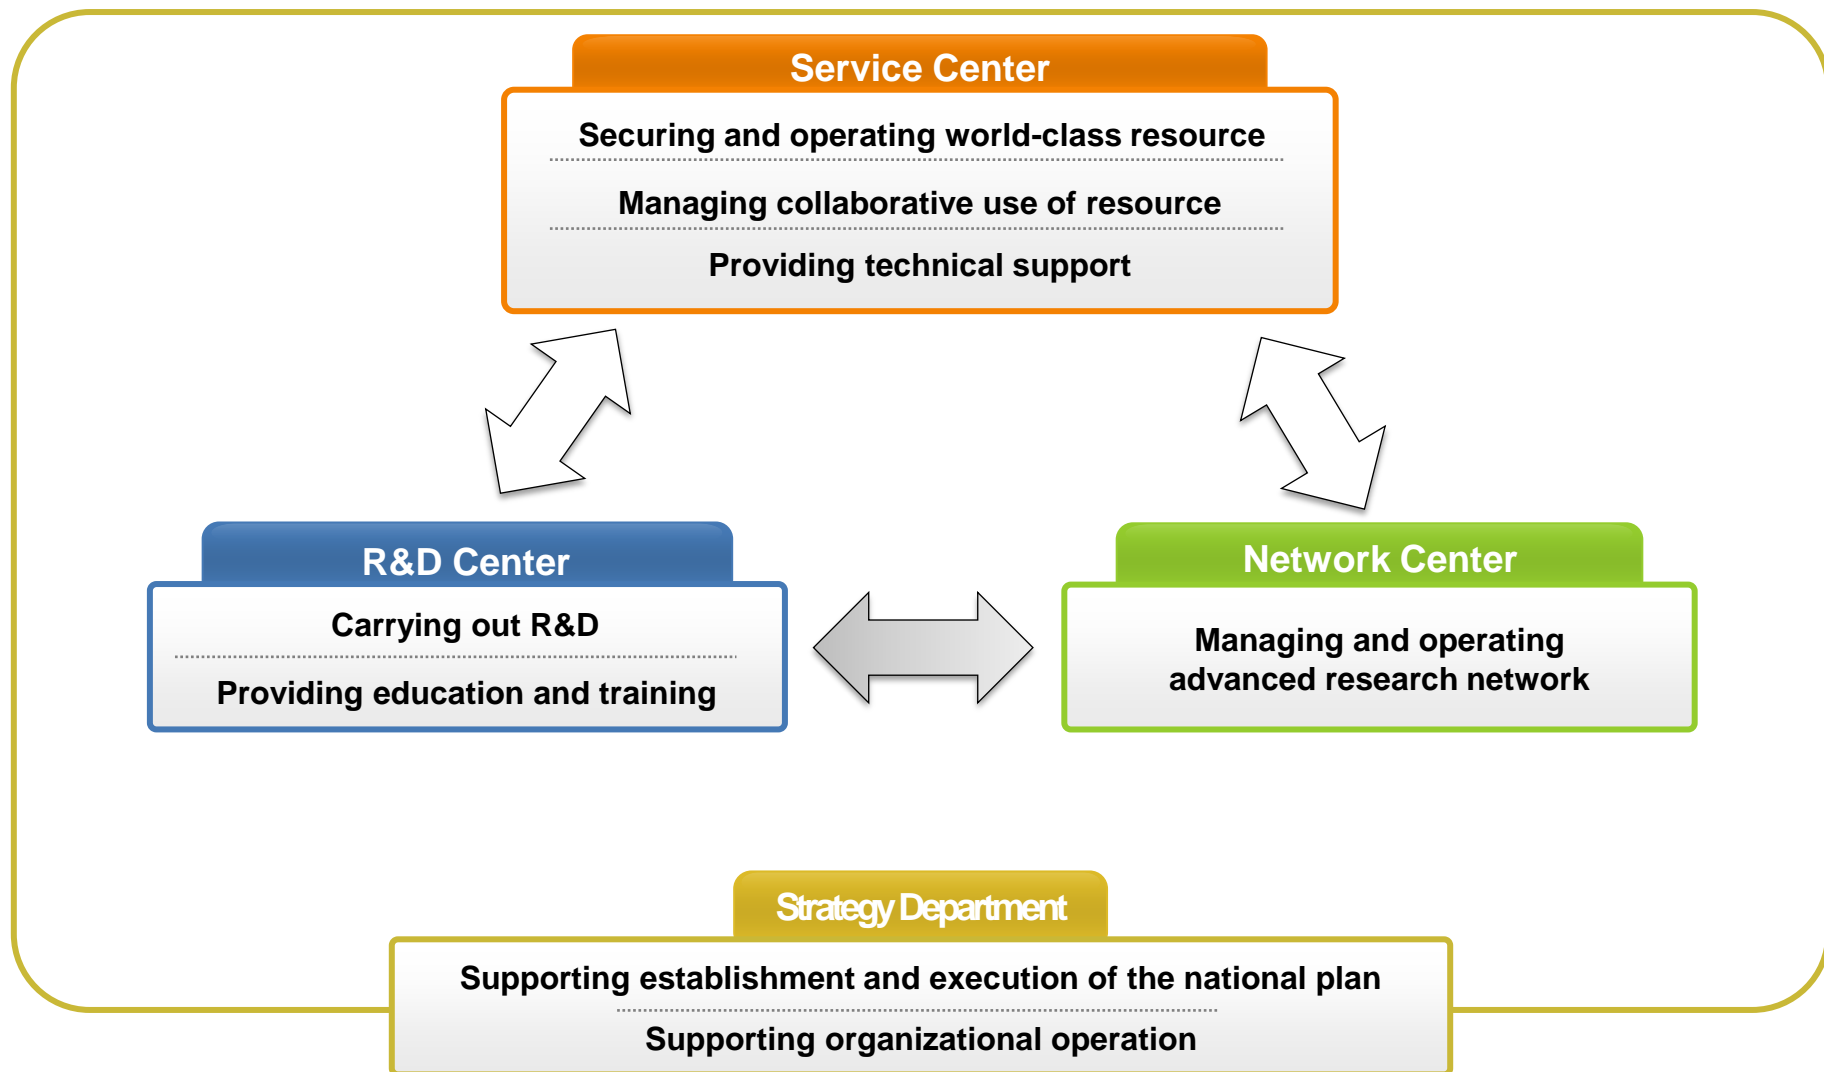 Service Center
Securing and operating world-class resource
Managing collaborative use of resource
Providing technical support
R&D Center
Carrying out R&D
Providing education and training
Network Center
Managing and operating
advanced research network
Strategy Department
Supporting establishment and execution of the national plan
Supporting organizational operation